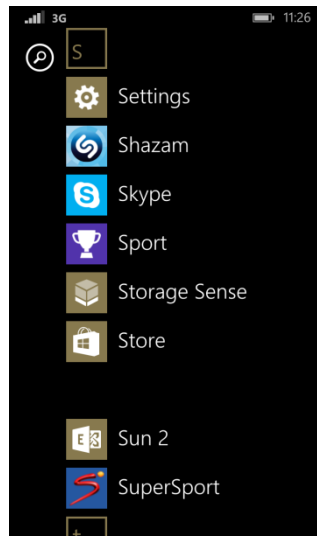 3G 11:26
S
Settings
Shazam
Skype
Sport
Storage Sense
Store
E
Sun 2
SuperSport
t